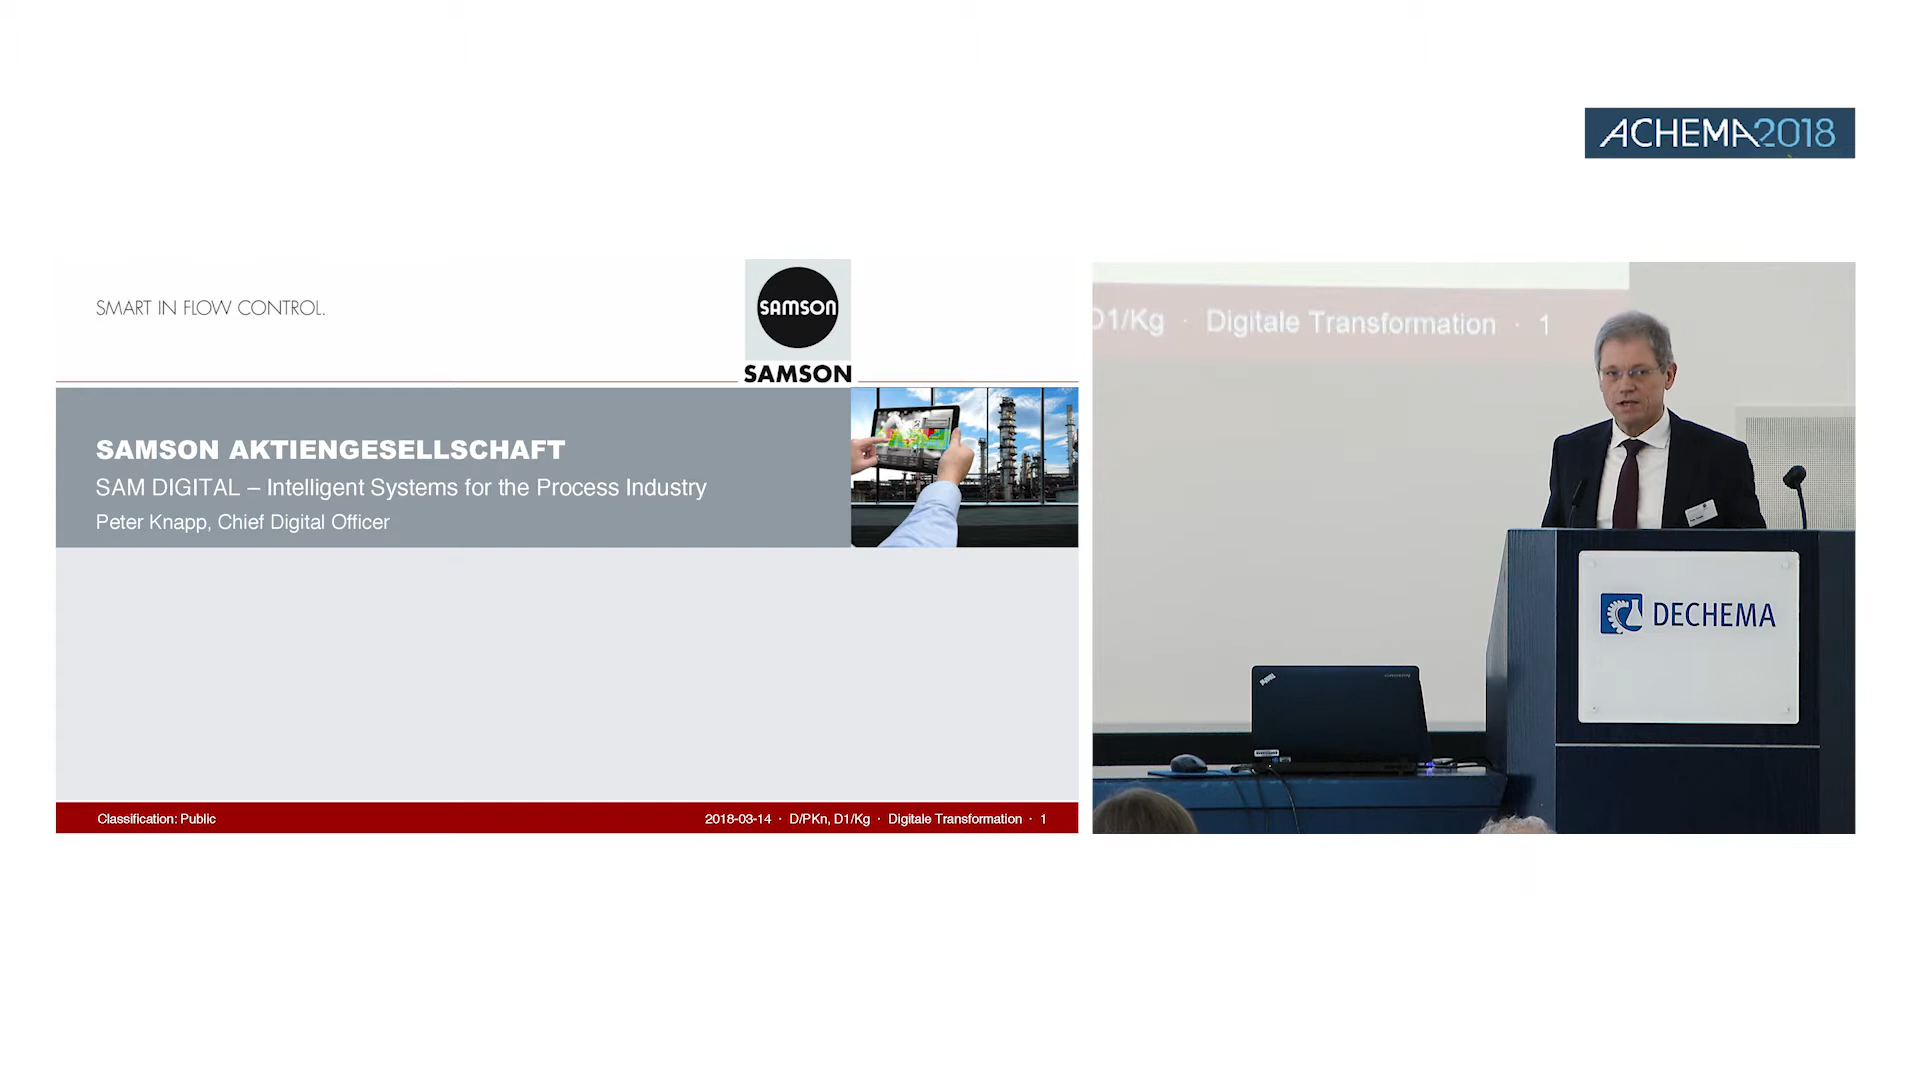 ACHEMA2018
SMART IN FLOW CONTROL.
SAMSON
SAMSON
SAMSON AKTIENGESELLSCHAFT
SAM DIGITAL – Intelligent Systems for the Process Industry
Peter Knapp, Chief Digital Officer
Classification: Public
2018-03-14 · D/PKn, D1/Kg · Digitale Transformation · 1
D1/Kg · Digitale Transformation · 1
DECHEMA